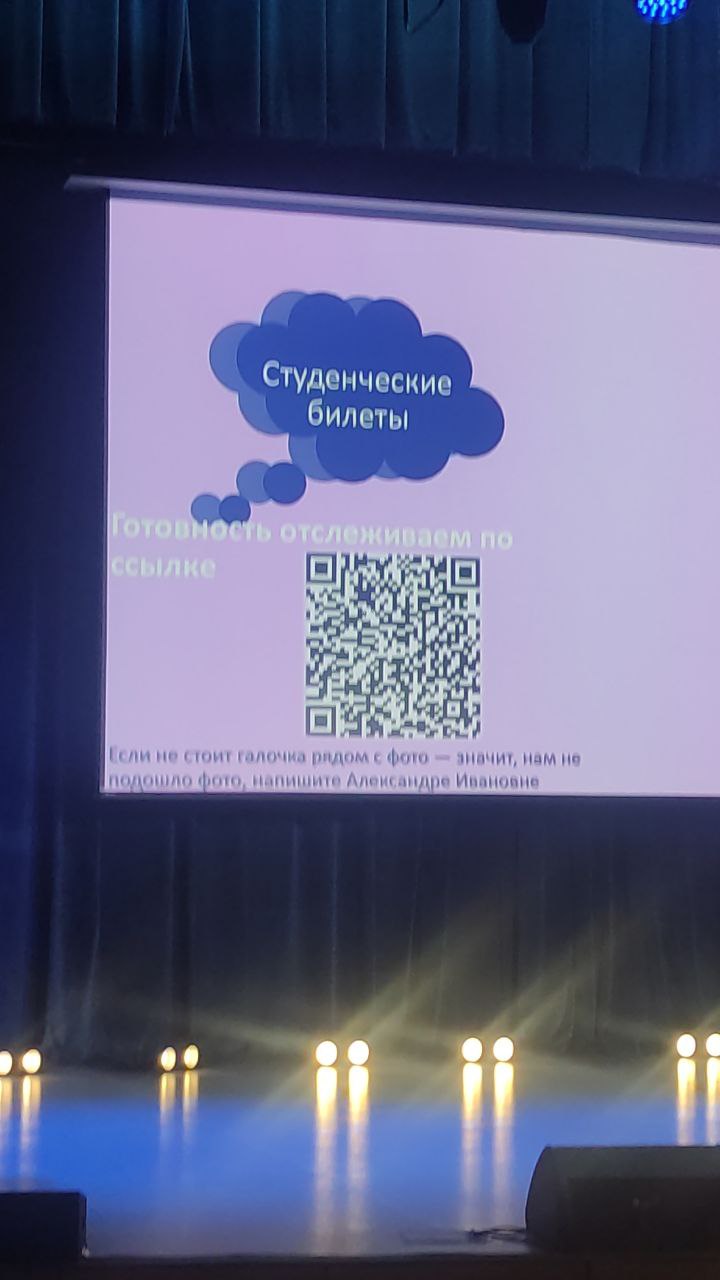 Студенческие
билеты
Готовность отслеживаем по
ссылке
Если не стоит галочка рядом с фото — значит, нам не
подошло фото, напишите Александре Ивановне